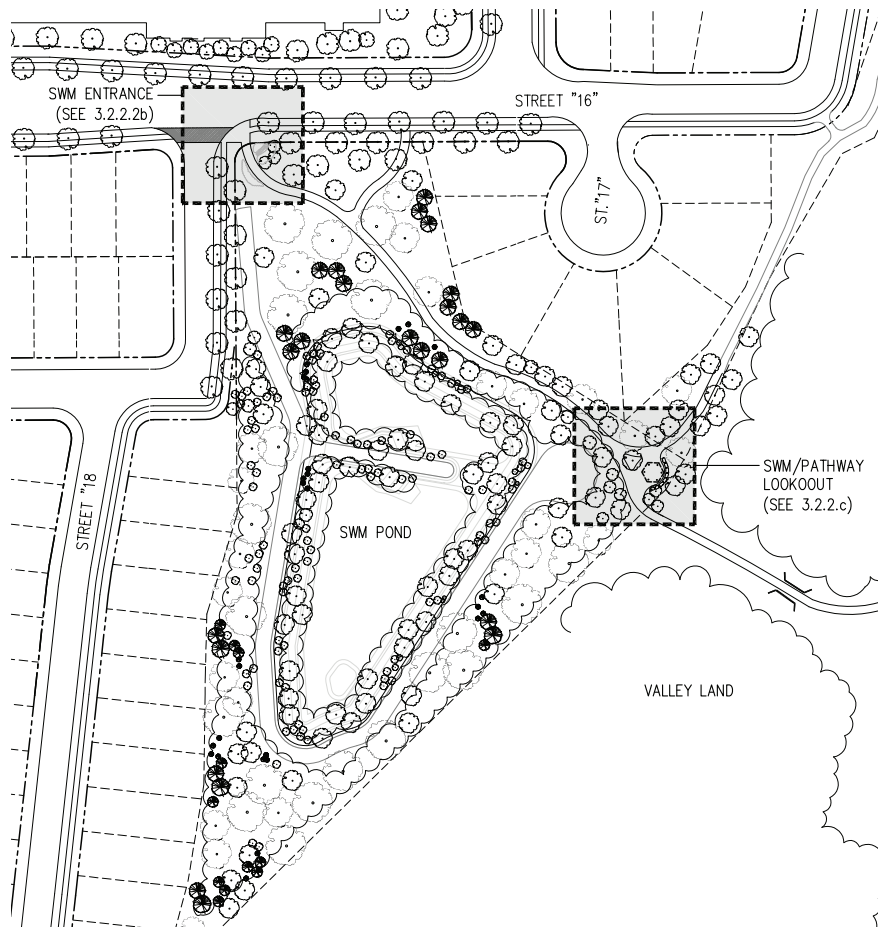 SWM ENTRANCE
(SEE 3.2.2.2b)
STREET "16"
ST."17"
STREET "18
SWM POND
SWM/PATHWAY
LOOKOOUT
(SEE 3.2.2.c)
VALLEY LAND